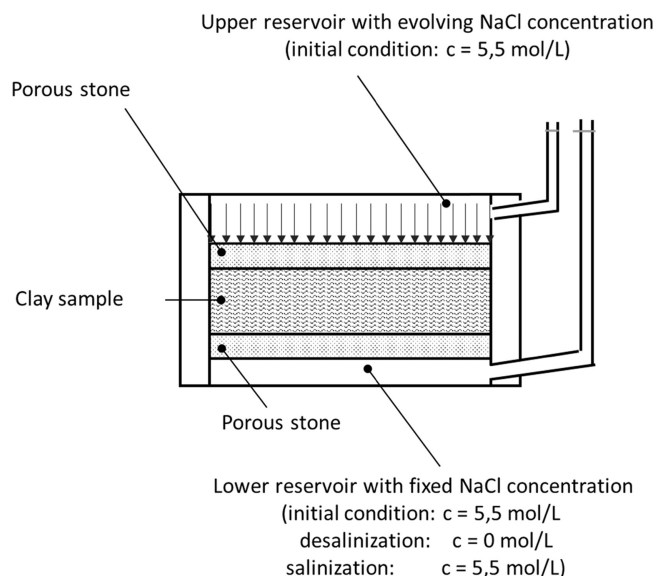 Upper reservoir with evolving NaCl concentration
(initial condition: c = 5,5 mol/L)
Porous stone
Clay sample
Porous stone
Lower reservoir with fixed NaCl concentration
(initial condition: c = 5,5 mol/L
desalinization: c = 0 mol/L
salinization: c = 5,5 mol/L)